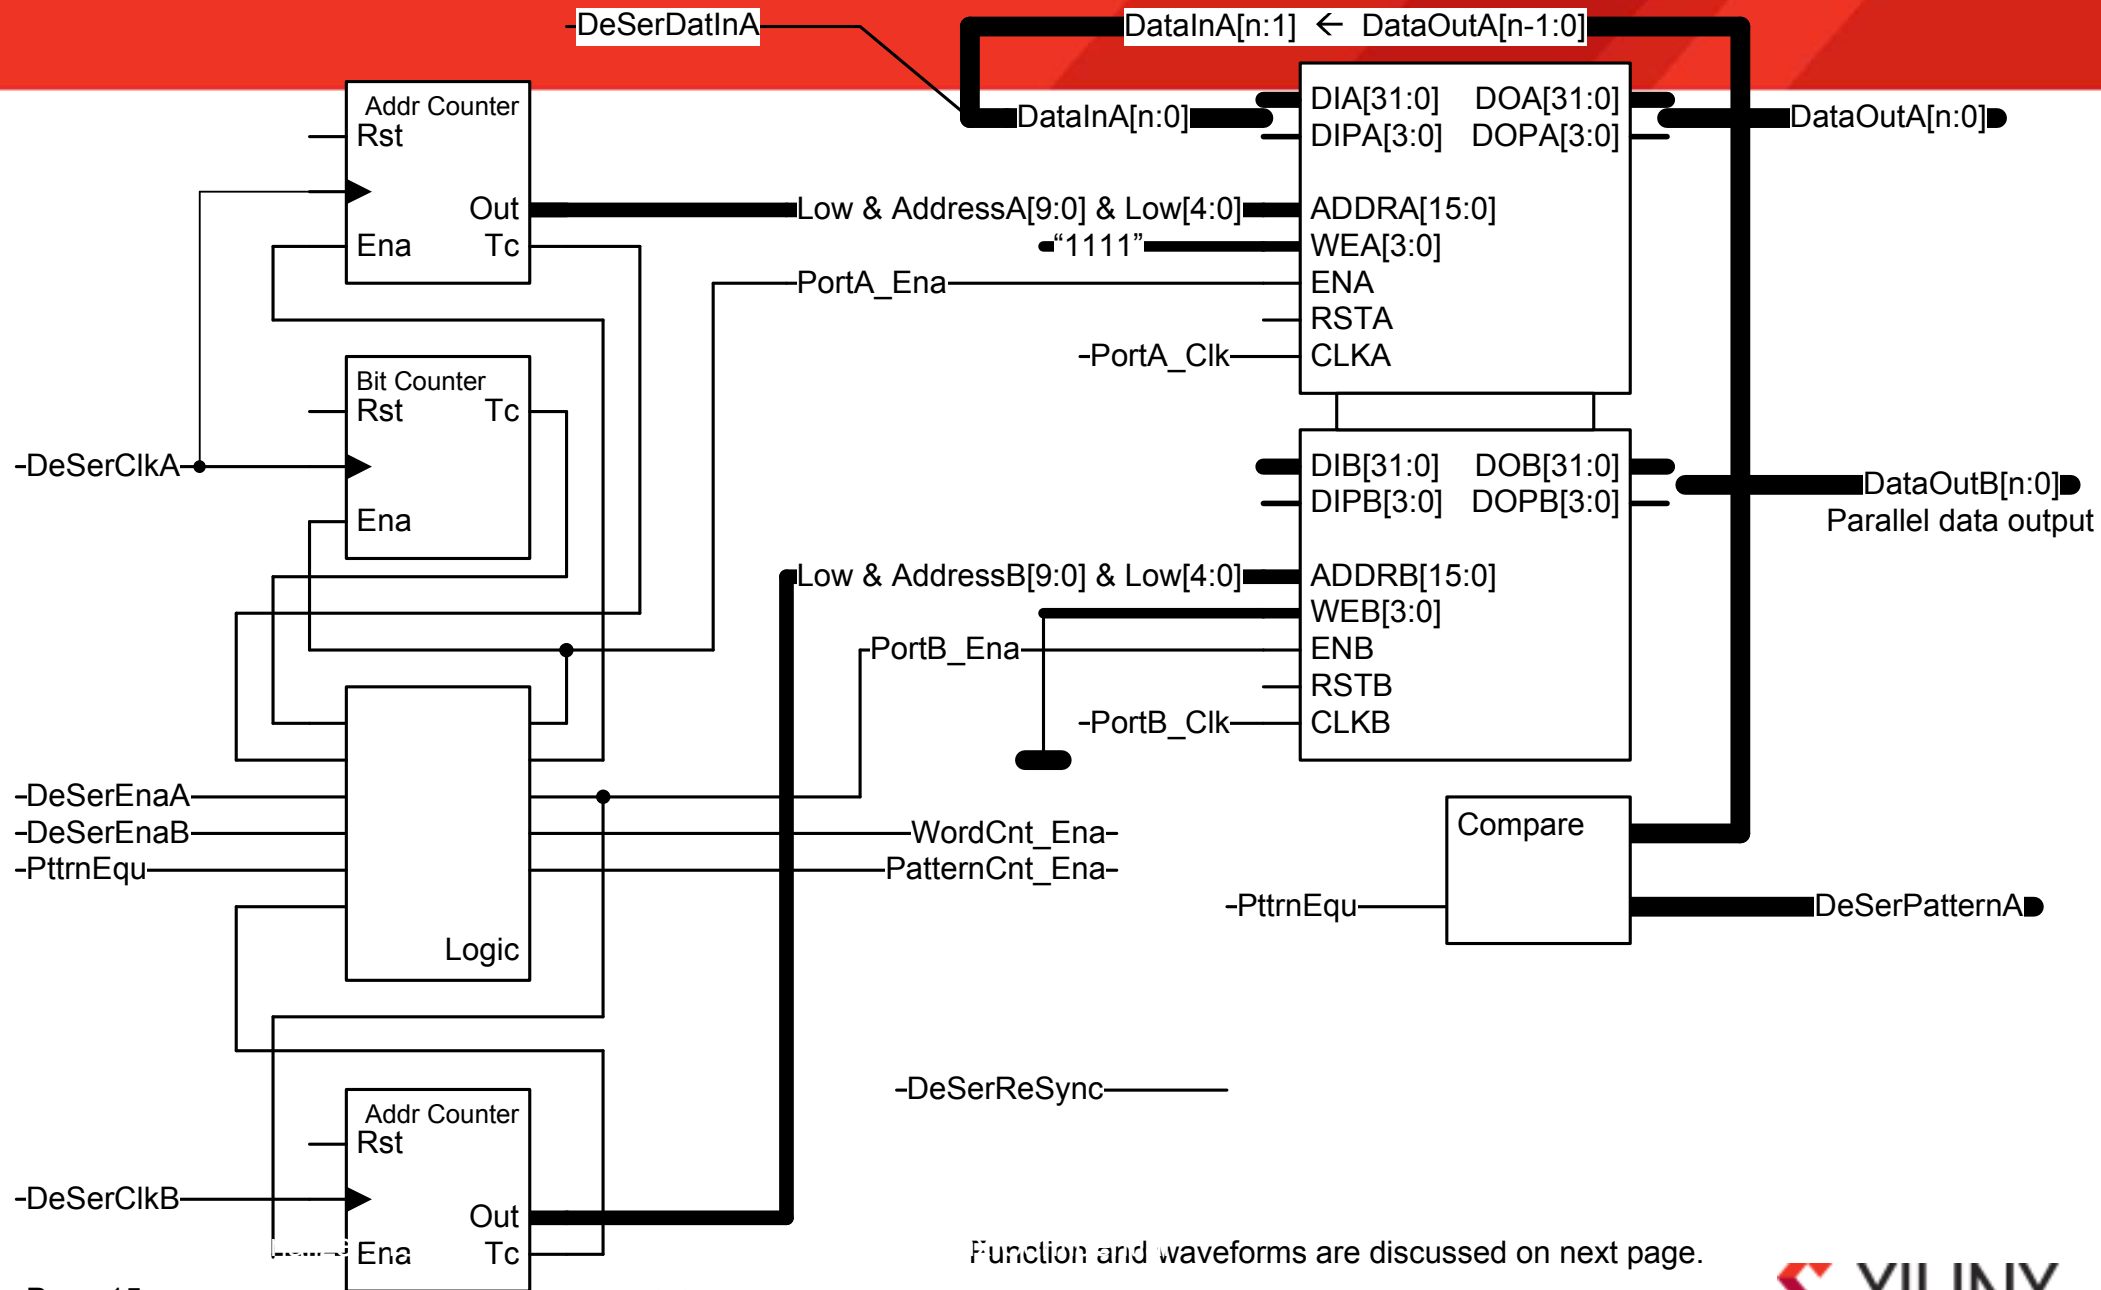 DeSerDatInA
DataInA[n:1] ← DataOutA[n-1:0]
Addr Counter
Rst
Out
Ena
Tc
DataInA[n:0]
DIA[31:0]
DOA[31:0]
DataOutA[n:0]
DIPA[3:0]
DOPA[3:0]
Low & AddressA[9:0] & Low[4:0]
ADDRA[15:0]
"1111"
WEA[3:0]
PortA_Ena
ENA
RSTA
PortA_Clk
CLKA
Bit Counter
Rst
Tc
DeSerClkA
Ena
DIB[31:0]
DOB[31:0]
DataOutB[n:0]
DIPB[3:0]
DOPB[3:0]
Parallel data output
Low & AddressB[9:0] & Low[4:0]
ADDRB[15:0]
WEB[3:0]
PortB_Ena
ENB
RSTB
PortB_Clk
CLKB
DeSerEnaA
DeSerEnaB
PttrnEqu
Logic
WordCnt_Ena
PatternCnt_Ena
Compare
PttrnEqu
DeSerPatternA
DeSerReSync
Addr Counter
Rst
DeSerClkB
Out
Ena
Tc
Function and waveforms are discussed on next page.
XILINX